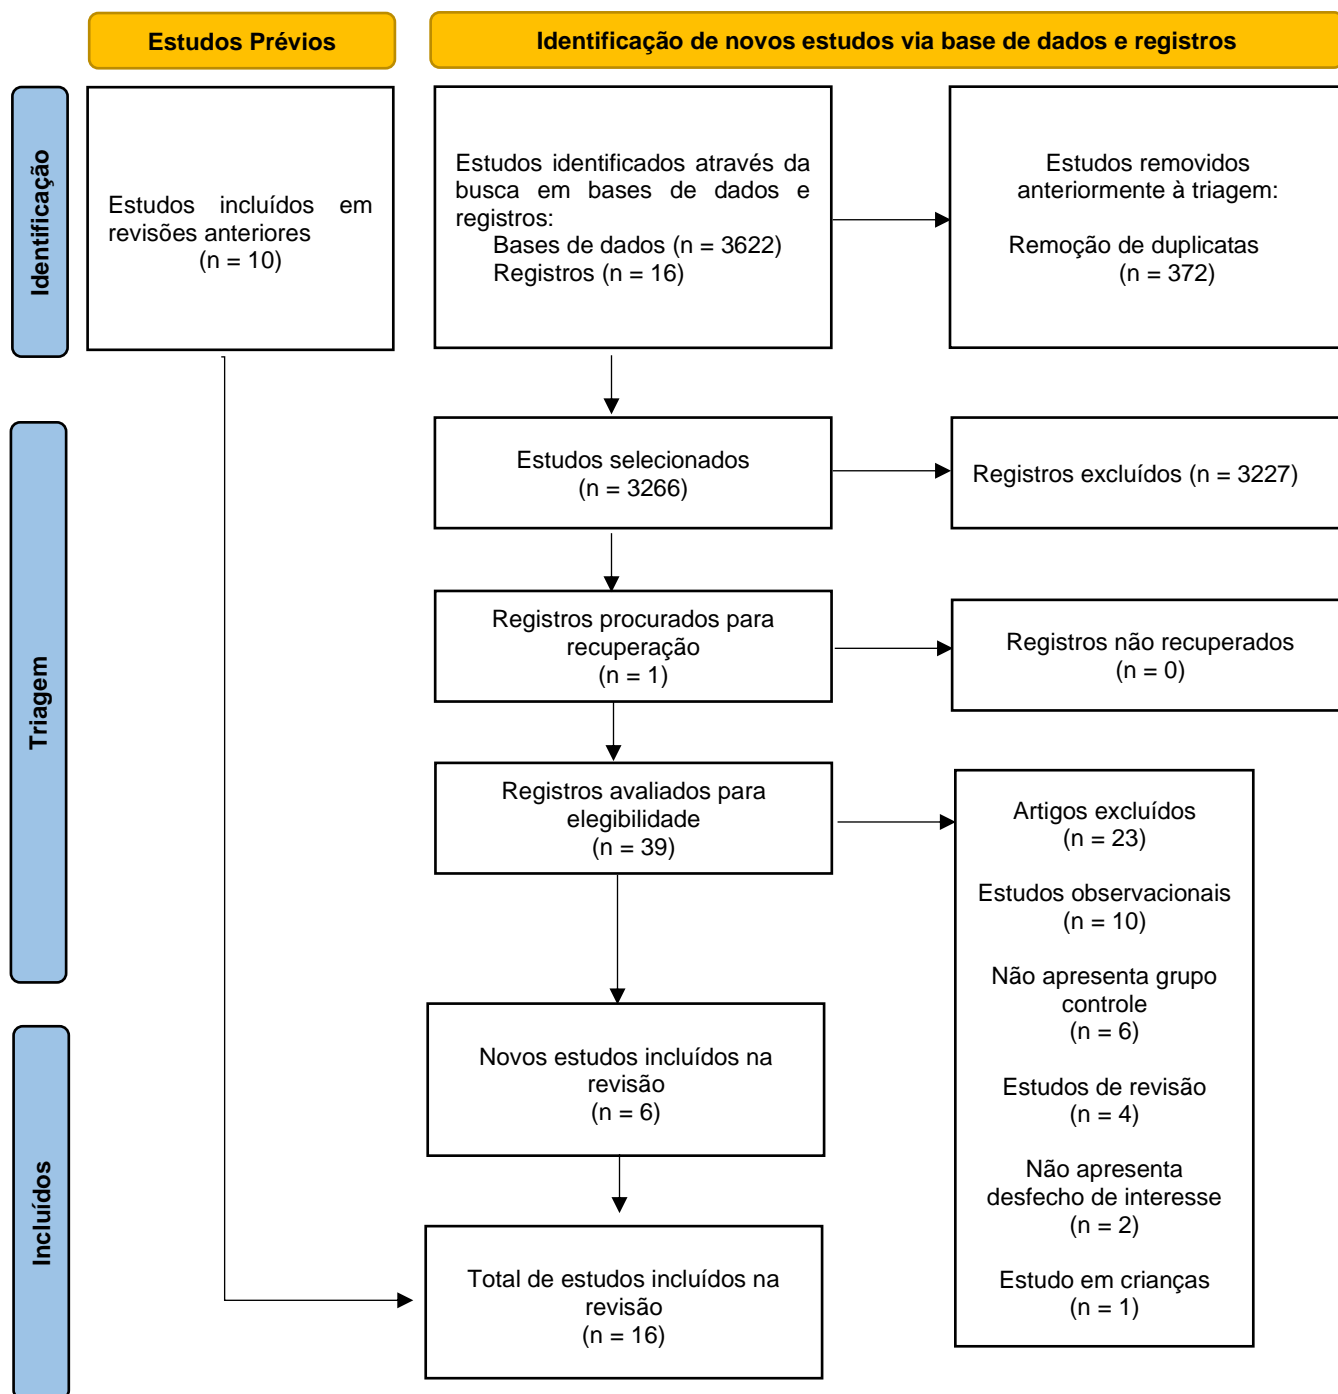 Estudos Prévios
Identificação de novos estudos via base de dados e registros
Identificação
Estudos incluídos em
revisões anteriores
(n = 10)
Estudos identificados através da
busca em bases de dados e
registros:
Bases de dados (n = 3622)
Registros (n = 16)
Estudos removidos
anteriormente à triagem:
Remoção de duplicatas
(n = 372)
Triagem
Estudos selecionados
(n = 3266)
Registros excluídos (n = 3227)
Registros procurados para
recuperação
(n = 1)
Registros não recuperados
(n = 0)
Registros avaliados para
elegibilidade
(n = 39)
Artigos excluídos
(n = 23)
Estudos observacionais
(n = 10)
Não apresenta grupo
controle
(n = 6)
Estudos de revisão
(n = 4)
Não apresenta
desfecho de interesse
(n = 2)
Estudo em crianças
(n = 1)
Incluídos
Novos estudos incluídos na
revisão
(n = 6)
Total de estudos incluídos na
revisão
(n = 16)